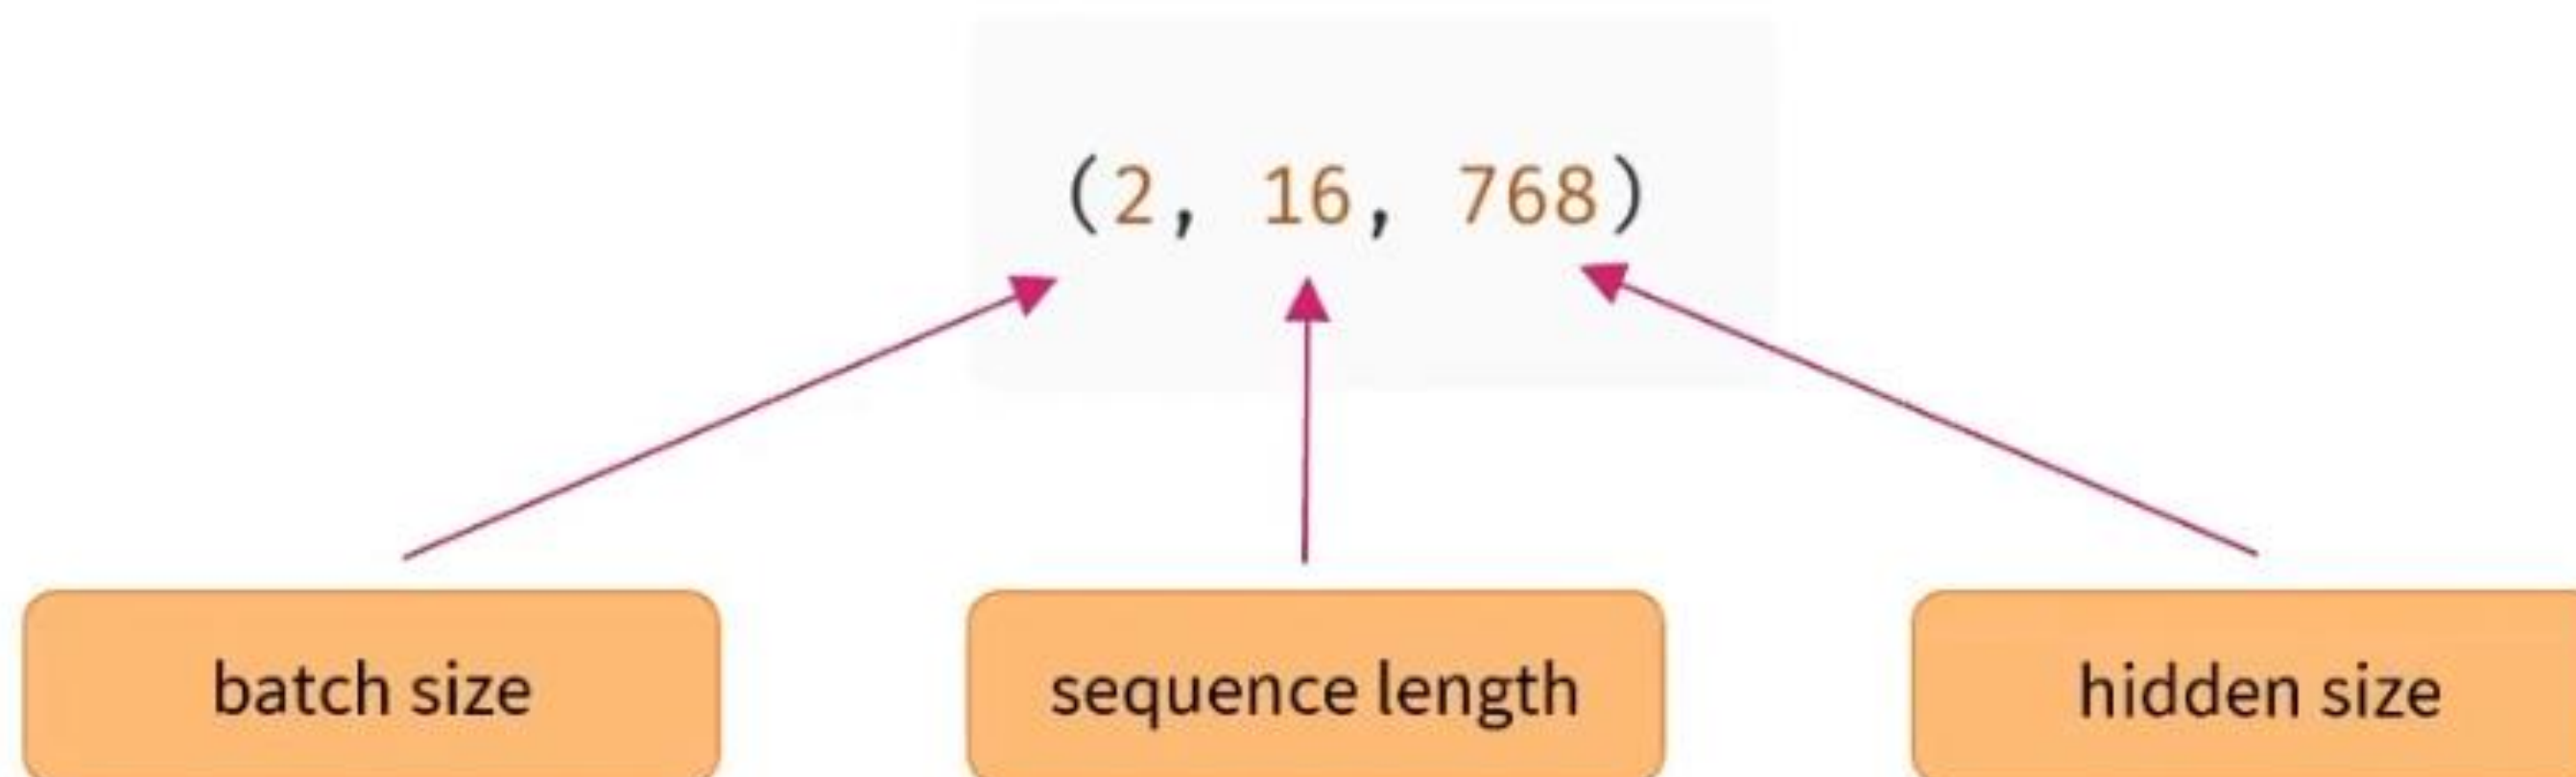 (2, 16, 768)
batch size
sequence length
hidden size